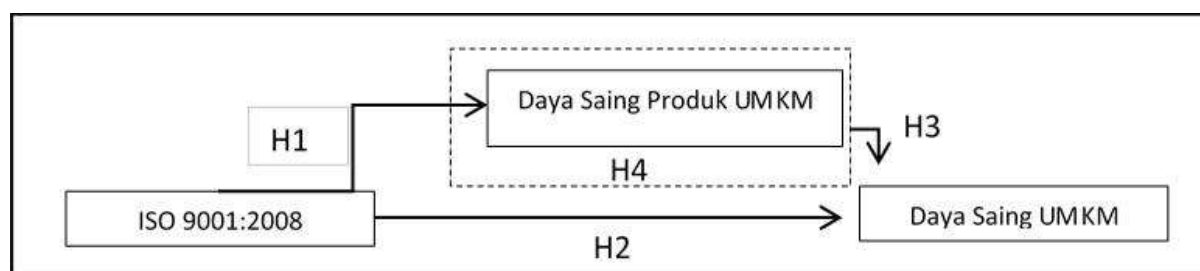 Daya Saing Produk UMKM
H1
H3
H4
ISO 9001:2008
Daya Saing UMKM
H2